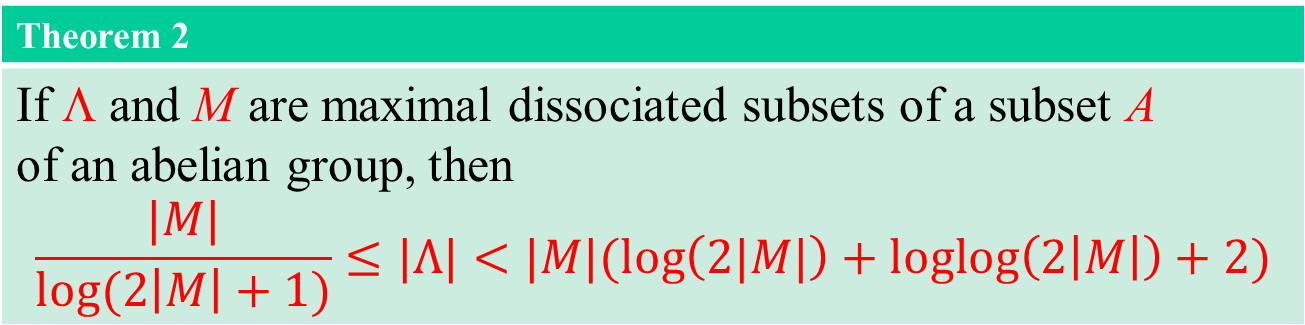 Theorem 2
If Λ and M are maximal dissociated subsets of a subset A
of an abelian group, then
|M|/log(2|M| + 1) ≤ |Λ| < |M|(log(2|M|) + loglog(2|M|) + 2)